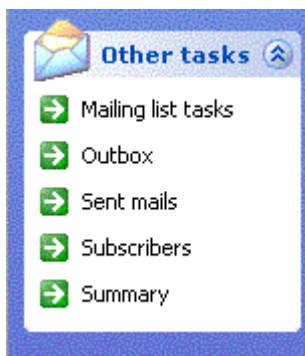 Other tasks
Mailing list tasks
Outbox
Sent mails
Subscribers
Summary